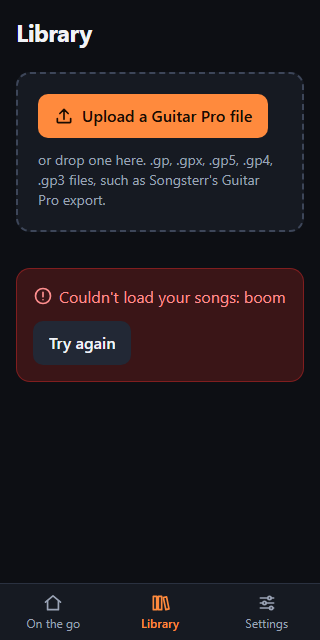 Library
Upload a Guitar Pro file
or drop one here. .gp, .gpx, .gp5, .gp4,
.gp3 files, such as Songsterr's Guitar
Pro export.
Couldn't load your songs: boom
Try again
On the go
Library
Settings